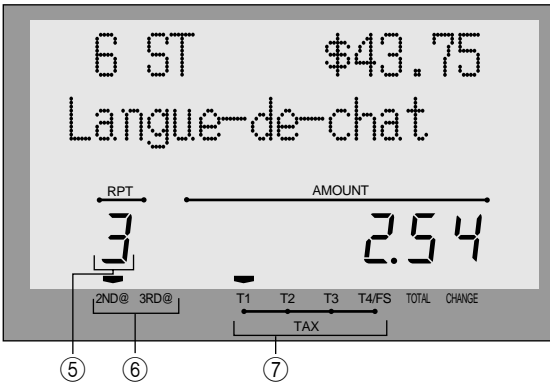 6 ST $43.75
Langue-de-chat
RPT AMOUNT
3 2.54
2ND@ 3RD@ T1 T2 T3 T4/FS TOTAL CHANGE
TAX
⑤ ⑥ ⑦